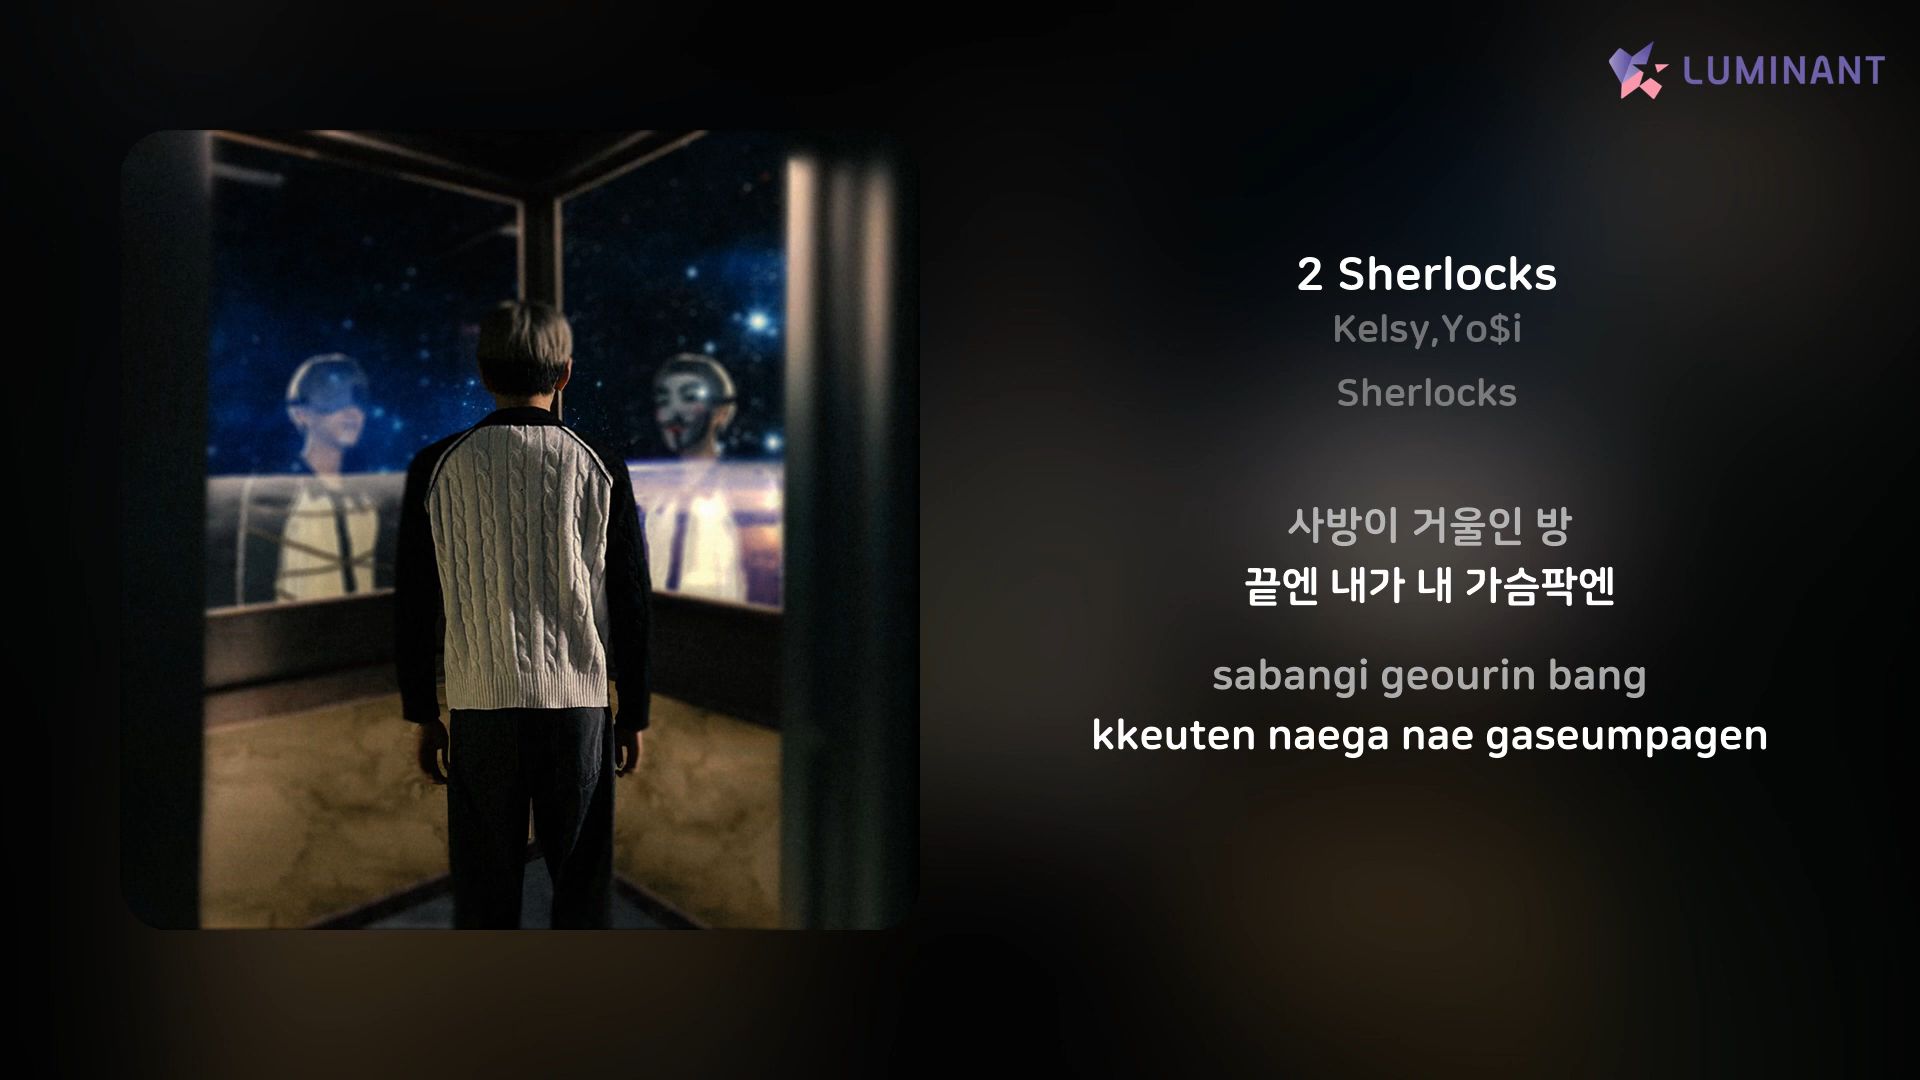 LUMINANT
2 Sherlocks
Kelsy,Yo$i
Sherlocks
사방이 거울인 방
끝엔 내가 내 가슴팍엔
sabangi geourin bang
kkeuten naega nae gaseumpagen